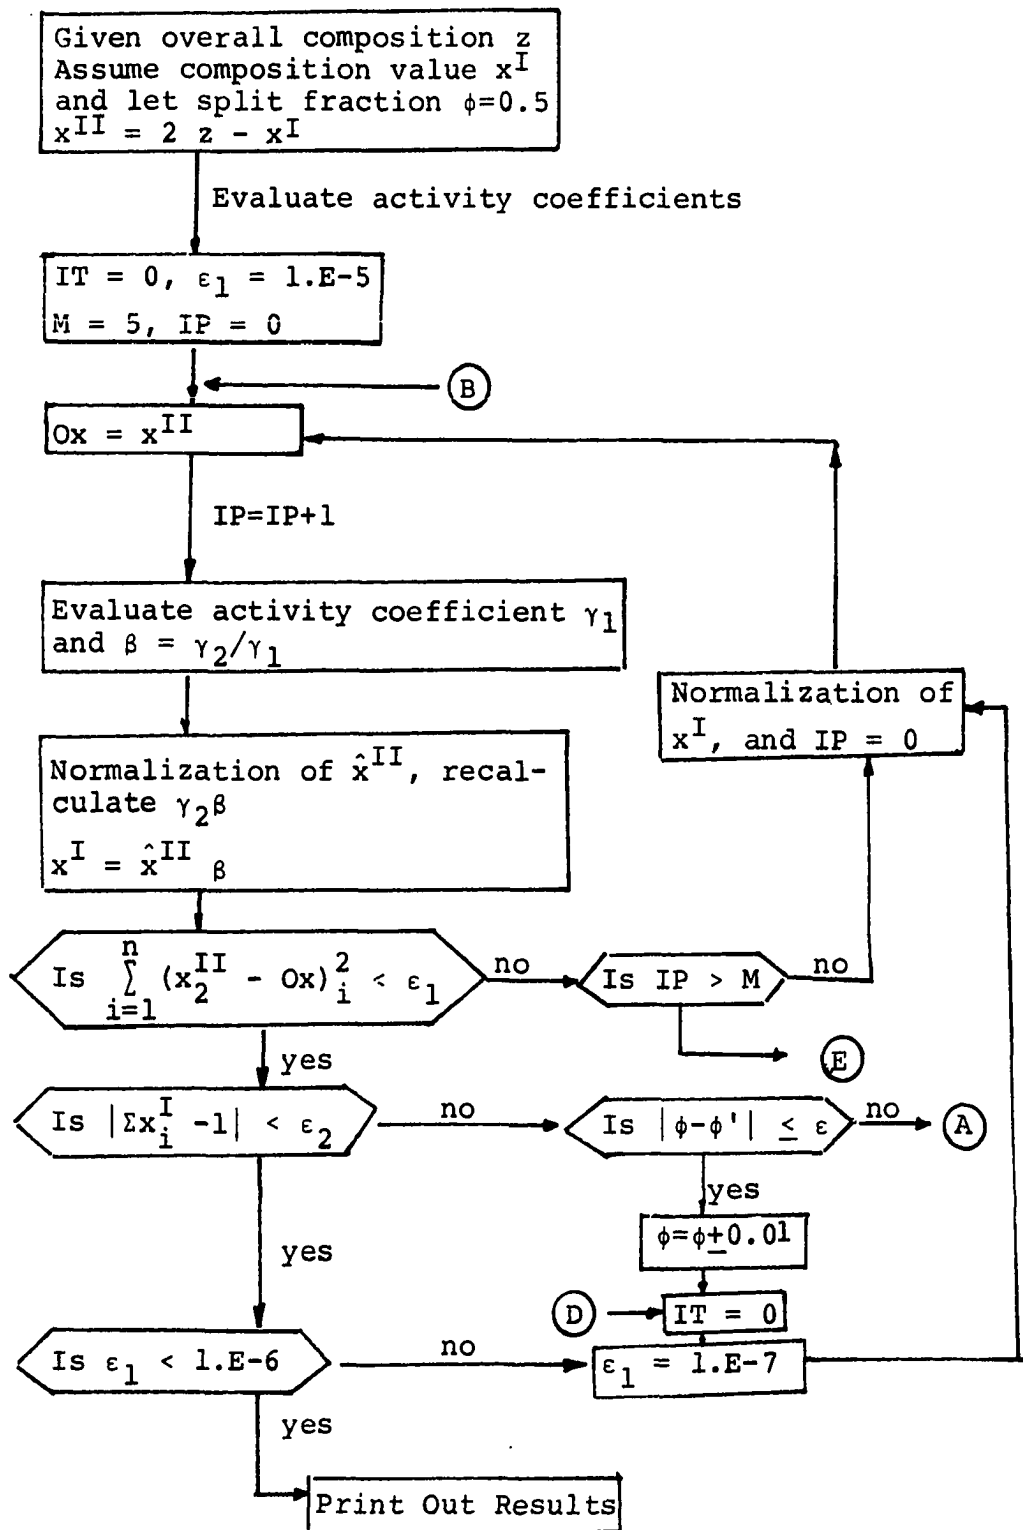 Given overall composition z
Assume composition value x^I
and let split fraction φ=0.5
x^II = 2 z - x^I
Evaluate activity coefficients
IT = 0, ε₁ = 1.E-5
M = 5, IP = 0
B
Ox = x^II
IP=IP+1
Evaluate activity coefficient γ₁
and β = γ₂/γ₁
Normalization of
x^I, and IP = 0
Normalization of x̂^II, recal-
culate γ₂β
x^I = x̂^II β
Is Σ_{i=1}^{n} (x₂^II - Ox)_i^2 < ε₁
no
Is IP > M
no
yes
E
Is |Σx_i^I -1| < ε₂
no
Is |φ-φ'| ≤ ε
no
A
yes
φ=φ±0.01
yes
D
IT = 0
Is ε₁ < 1.E-6
no
ε₁ = 1.E-7
yes
Print Out Results